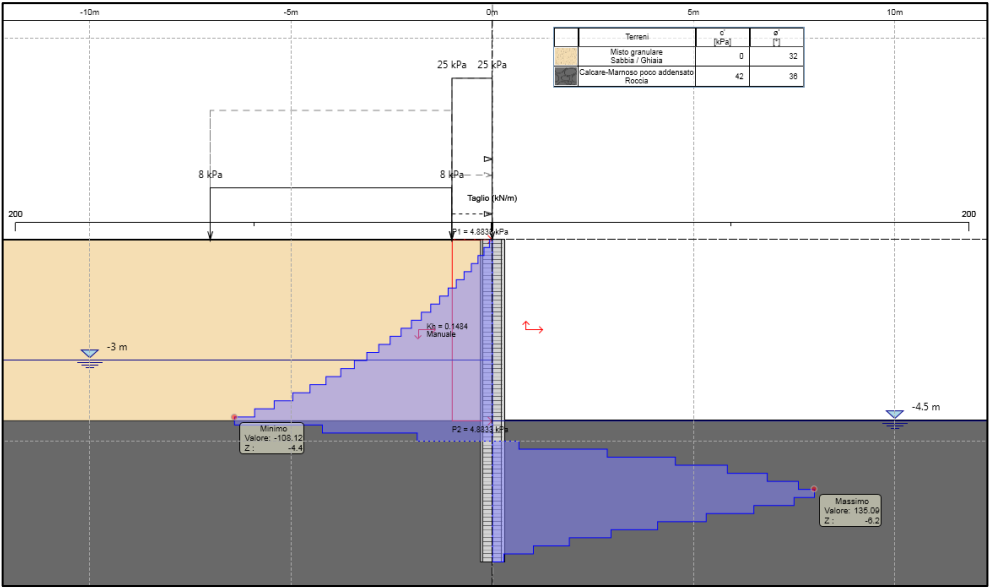 -10m
-5m
0m
5m
10m
Terreni
c'
[kPa]
ø'
[°]
Misto granulare
Sabbia / Ghiaia
0
32
Calcare-Marnoso poco addensato
Roccia
42
36
25 kPa
25 kPa
8 kPa
8 kPa
Taglio (kN/m)
200
200
P1 = 4.8833 kPa
Kh = 0.1484
Manuale
-3 m
-4.5 m
P2 = 4.8833 kPa
Minimo
Valore: -108.12
Z :
-4.4
Massimo
Valore: 135.09
Z :
-6.2